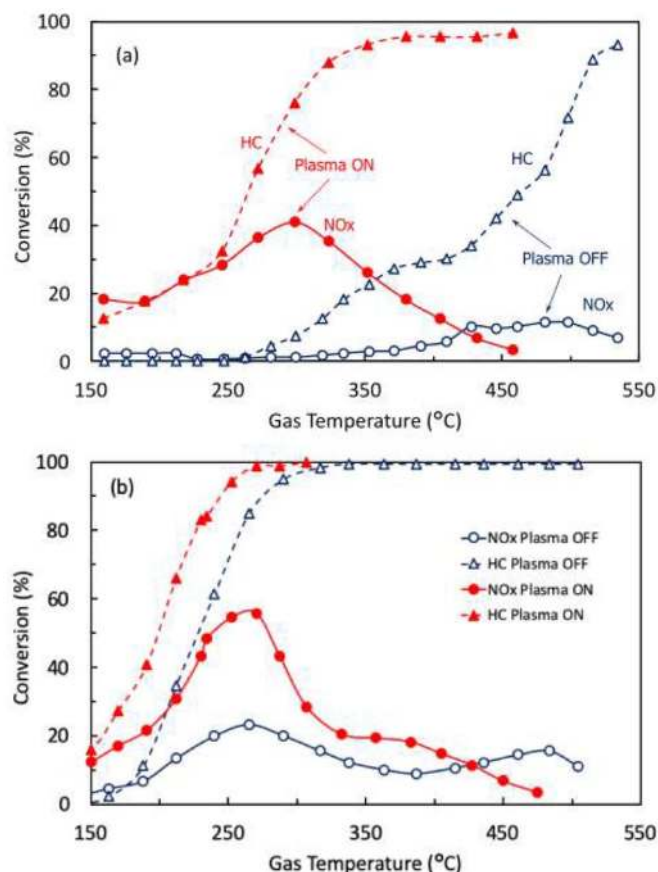 100
80
60
40
20
0
Conversion (%)
(a)
HC
Plasma ON
NOx
HC
Plasma OFF
NOx
150
250
350
450
550
Gas Temperature (°C)
100
80
60
40
20
0
Conversion (%)
(b)
NOx Plasma OFF
HC Plasma OFF
NOx Plasma ON
HC Plasma ON
150
250
350
450
550
Gas Temperature (°C)